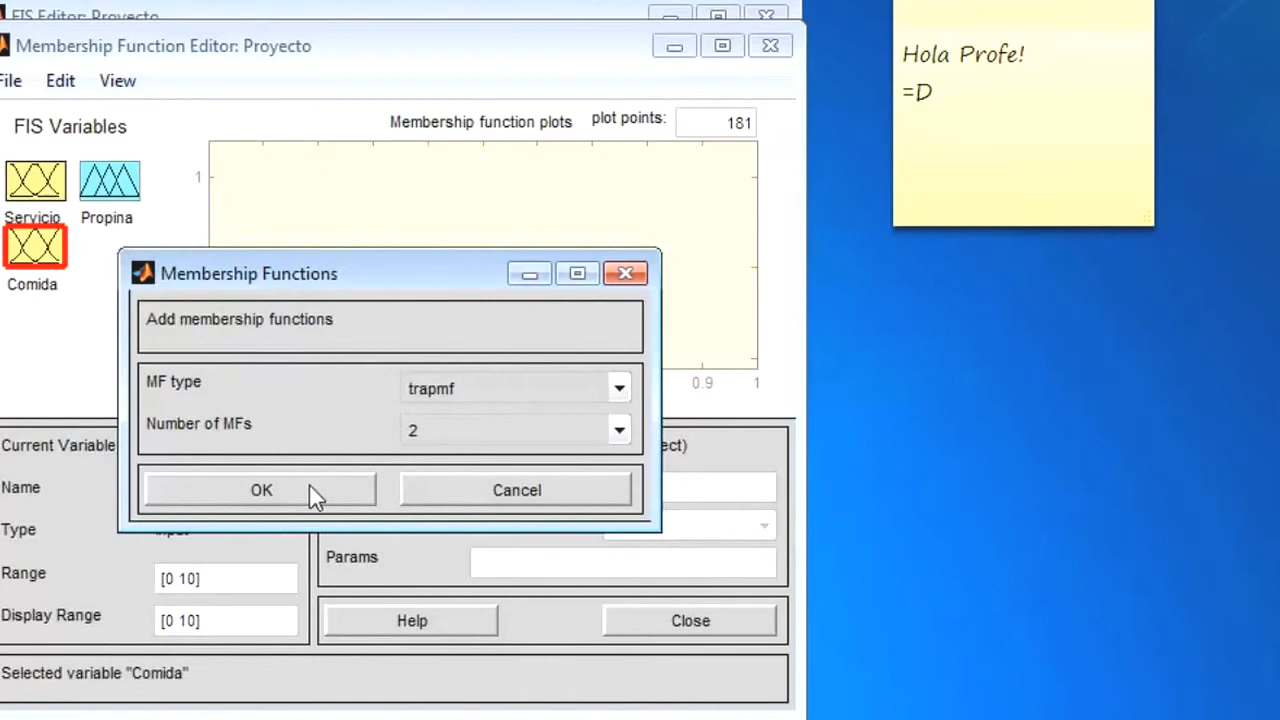 FIS Editor: Proyecto
Membership Function Editor: Proyecto
File Edit View
FIS Variables
Membership function plots plot points: 181
1
Servicio Propina
Comida
Membership Functions
Add membership functions
MF type trapmf
Number of MFs 2
OK Cancel
0.9 1
Current Variable ect)
Name
Type
Params
Range [0 10]
Display Range [0 10]
Help Close
Selected variable "Comida"
Hola Profe!
=D